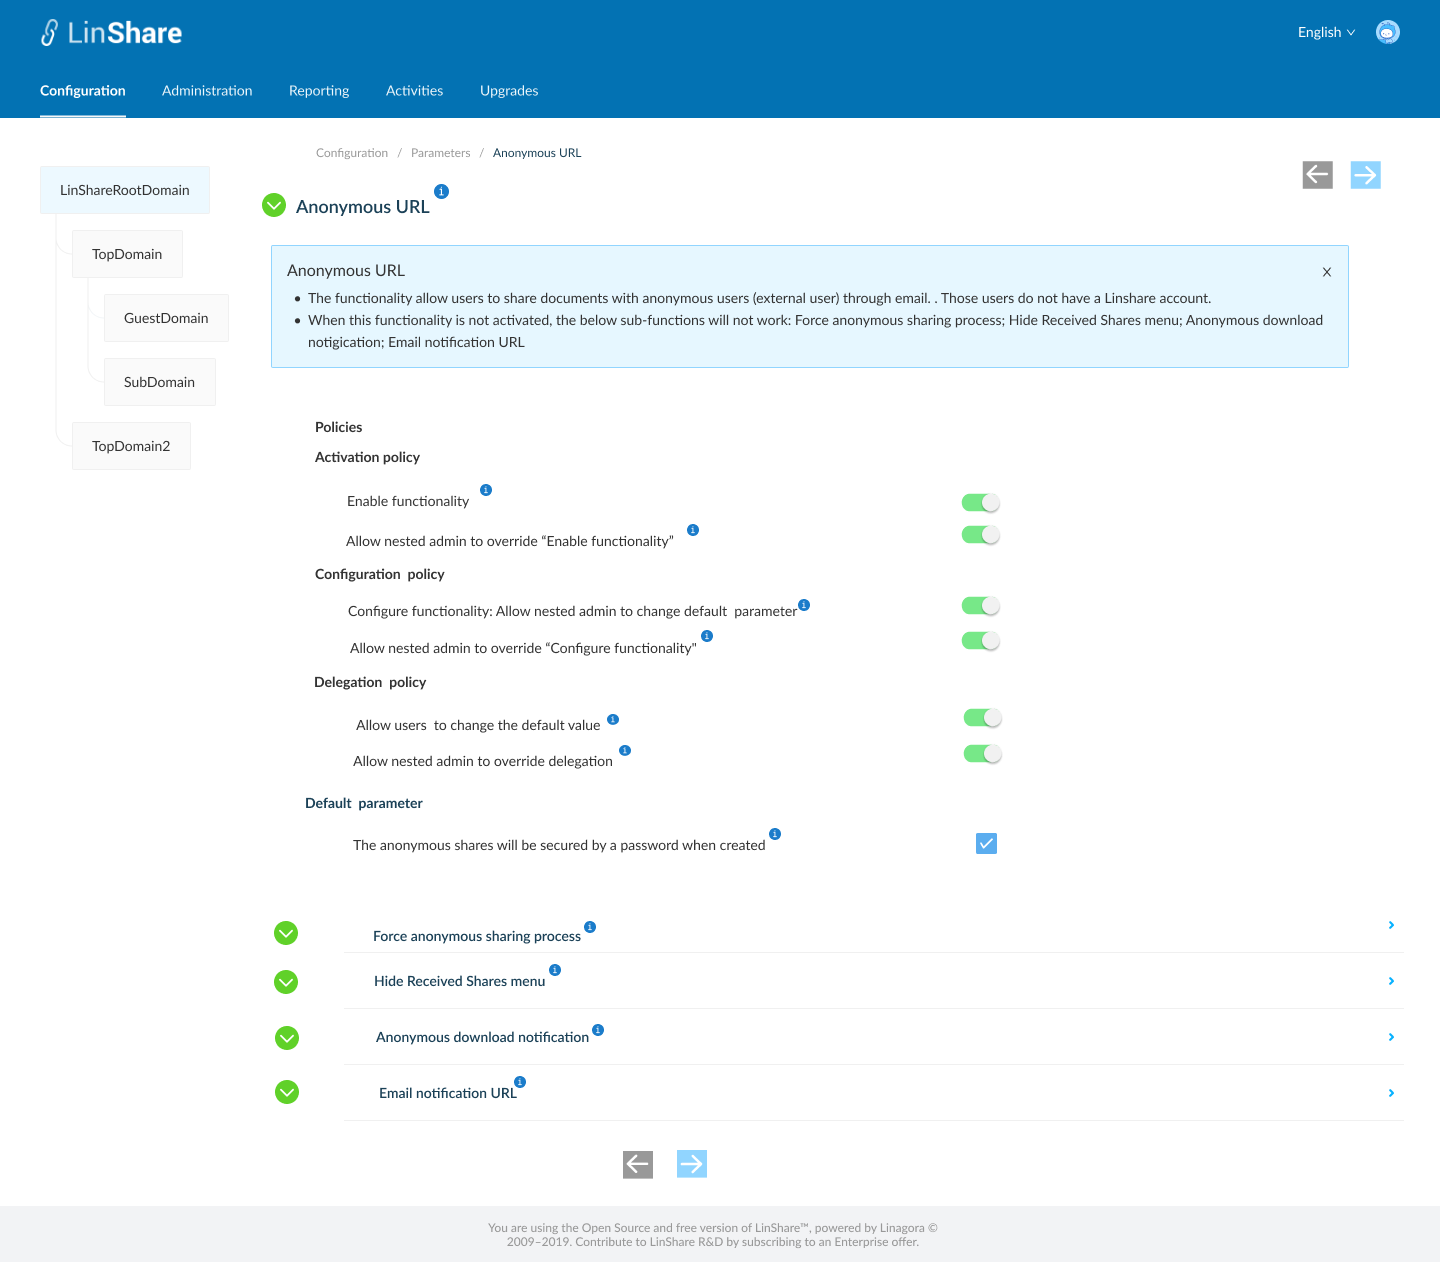 LinShare
English
Configuration
Administration
Reporting
Activities
Upgrades
Configuration / Parameters / Anonymous URL
LinShareRootDomain
TopDomain
GuestDomain
SubDomain
TopDomain2
Anonymous URL
Anonymous URL
X
• The functionality allow users to share documents with anonymous users (external user) through email. . Those users do not have a Linshare account.
• When this functionality is not activated, the below sub-functions will not work: Force anonymous sharing process; Hide Received Shares menu; Anonymous download
notigication; Email notification URL
Policies
Activation policy
Enable functionality
Allow nested admin to override “Enable functionality”
Configuration policy
Configure functionality: Allow nested admin to change default parameter
Allow nested admin to override “Configure functionality"
Delegation policy
Allow users to change the default value
Allow nested admin to override delegation
Default parameter
The anonymous shares will be secured by a password when created
Force anonymous sharing process
Hide Received Shares menu
Anonymous download notification
Email notification URL
You are using the Open Source and free version of LinShare™, powered by Linagora ©
2009–2019. Contribute to LinShare R&D by subscribing to an Enterprise offer.